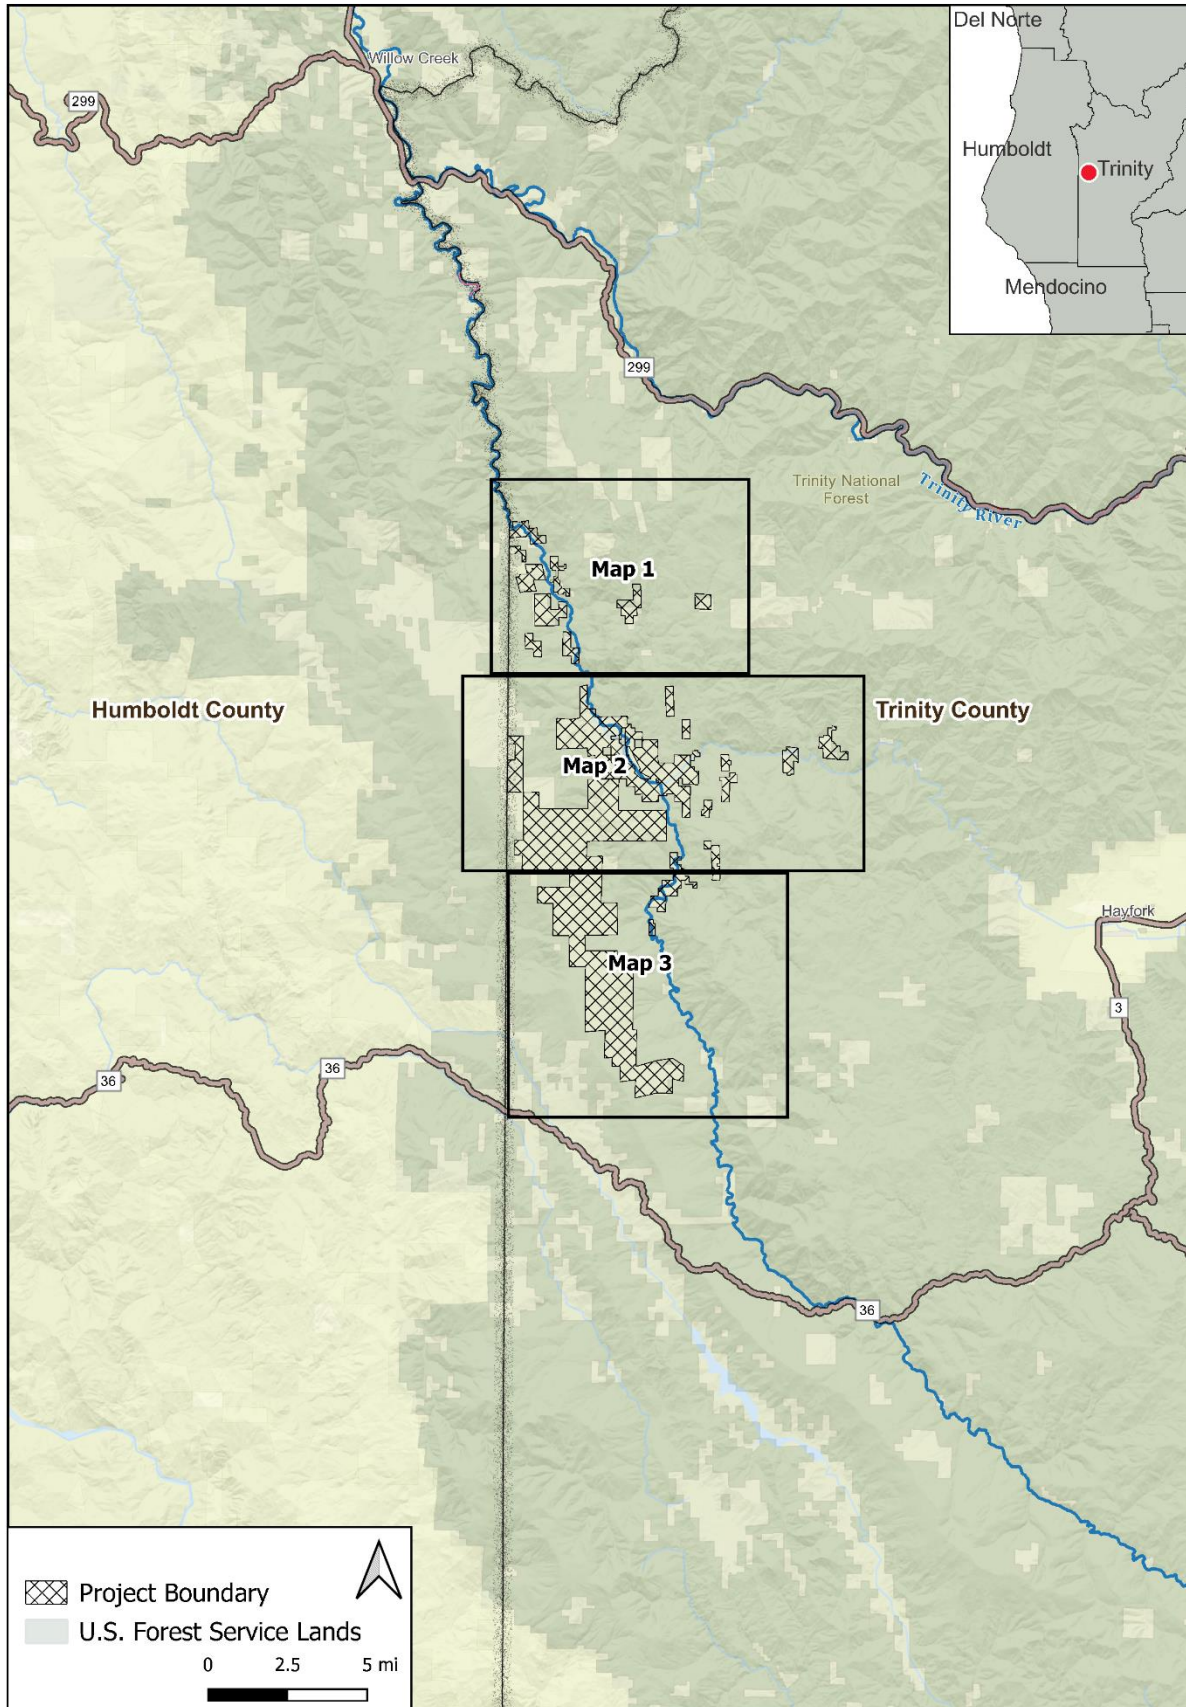 Del Norte
Willow Creek
299
Humboldt
Trinity
Mendocino
299
Trinity National
Forest
Trinity River
Map 1
Humboldt County
Trinity County
Map 2
Hayfork
Map 3
3
36
36
36
Project Boundary
U.S. Forest Service Lands
0 2.5 5 mi